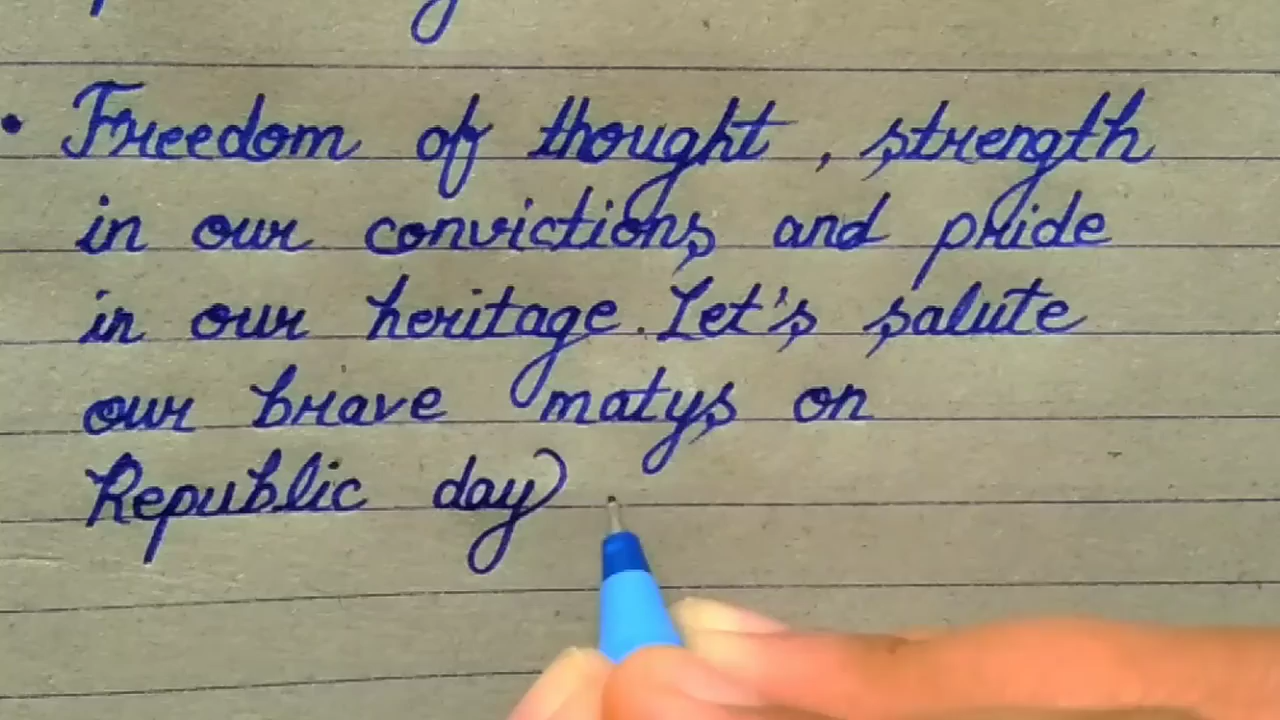 • Freedom of thought , strength
in our convictions and pride
in our heritage. Let's salute
our brave matys on
Republic day